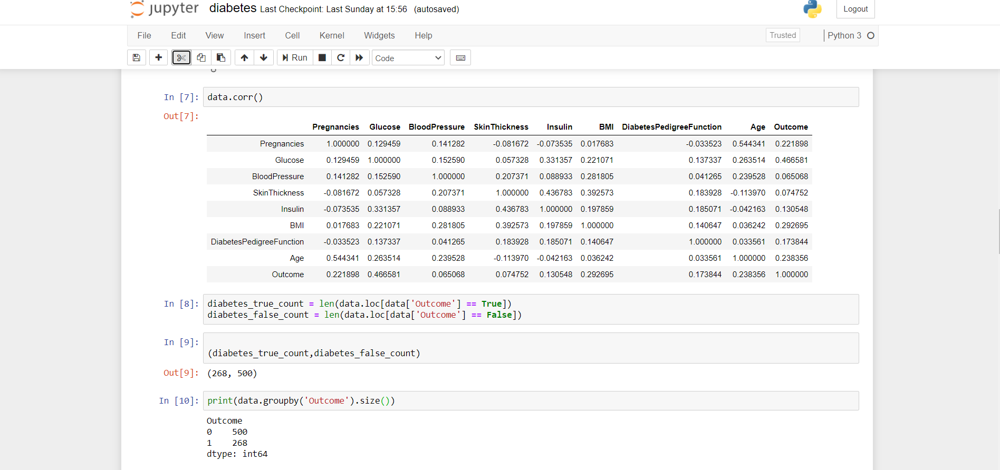 jupyter diabetes Last Checkpoint: Last Sunday at 15:56 (autosaved) Logout
File Edit View Insert Cell Kernel Widgets Help Trusted Python 3
Run Code
In [7]: data.corr()
Out[7]:
Pregnancies Glucose BloodPressure SkinThickness Insulin BMI DiabetesPedigreeFunction Age Outcome
Pregnancies 1.000000 0.129459 0.141282 -0.081672 -0.073535 0.017683 -0.033523 0.544341 0.221898
Glucose 0.129459 1.000000 0.152590 0.057328 0.331357 0.221071 0.137337 0.263514 0.466581
BloodPressure 0.141282 0.152590 1.000000 0.207371 0.088933 0.281805 0.041265 0.239528 0.065068
SkinThickness -0.081672 0.057328 0.207371 1.000000 0.436783 0.392573 0.183928 -0.113970 0.074752
Insulin -0.073535 0.331357 0.088933 0.436783 1.000000 0.197859 0.185071 -0.042163 0.130548
BMI 0.017683 0.221071 0.281805 0.392573 0.197859 1.000000 0.140647 0.036242 0.292695
DiabetesPedigreeFunction -0.033523 0.137337 0.041265 0.183928 0.185071 0.140647 1.000000 0.033561 0.173844
Age 0.544341 0.263514 0.239528 -0.113970 -0.042163 0.036242 0.033561 1.000000 0.238356
Outcome 0.221898 0.466581 0.065068 0.074752 0.130548 0.292695 0.173844 0.238356 1.000000
In [8]: diabetes_true_count = len(data.loc[data['Outcome'] == True])
diabetes_false_count = len(data.loc[data['Outcome'] == False])
In [9]:
(diabetes_true_count,diabetes_false_count)
Out[9]: (268, 500)
In [10]: print(data.groupby('Outcome').size())
Outcome
0 500
1 268
dtype: int64